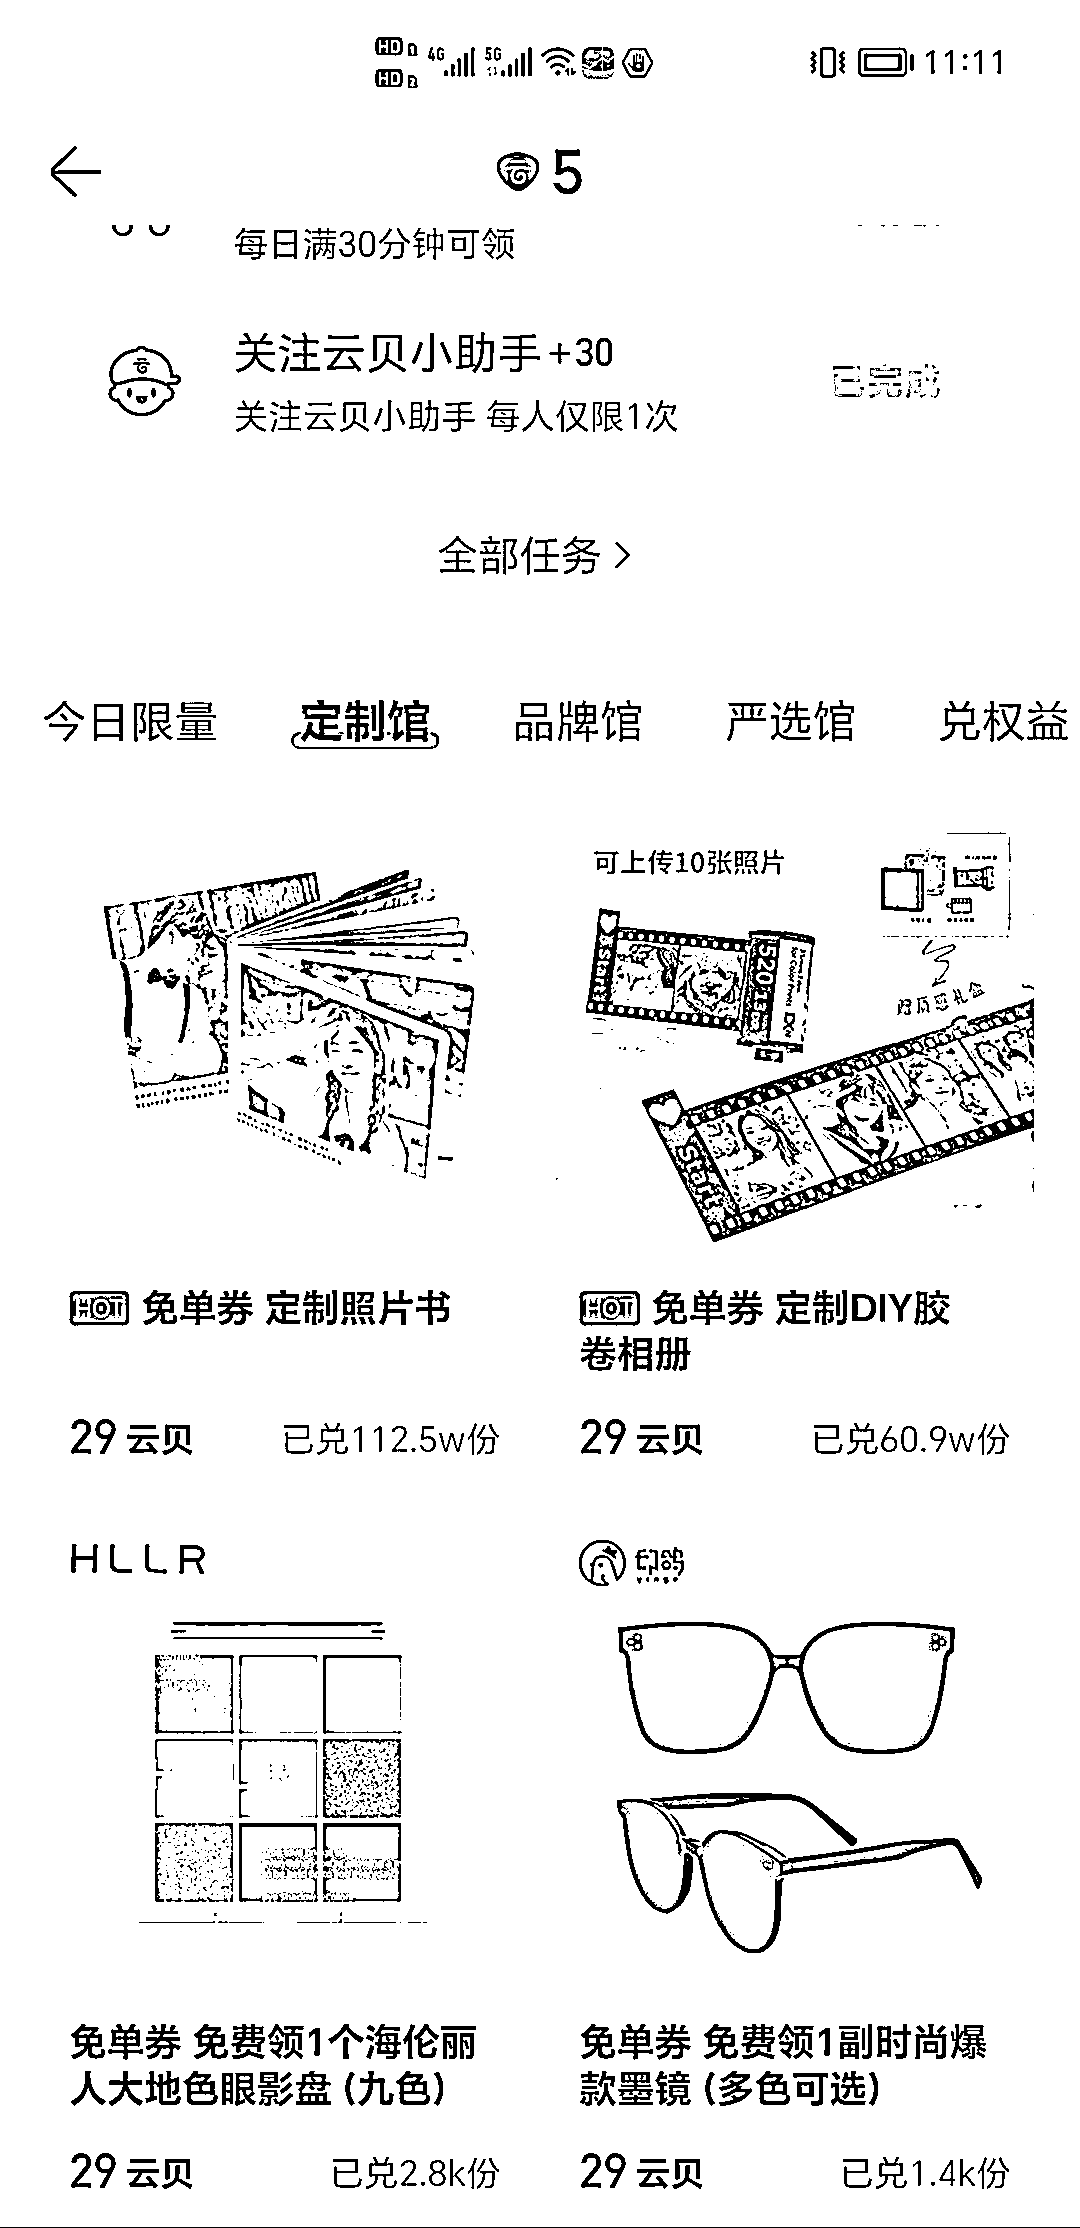 HD 1 4G 5G 11:11
HD 2
5
每日满30分钟可领
关注云贝小助手+30
已完成
关注云贝小助手 每人仅限1次
全部任务 >
今日限量 定制馆 品牌馆 严选馆 兑权益
可上传10张照片
520
Start
HOT 免单券 定制照片书
HOT 免单券 定制DIY胶
卷相册
29 云贝 已兑112.5w份
29 云贝 已兑60.9w份
HLLR
印鸽
免单券 免费领1个海伦丽
人大地色眼影盘 (九色)
免单券 免费领1副时尚爆
款墨镜 (多色可选)
29 云贝 已兑2.8k份
29 云贝 已兑1.4k份